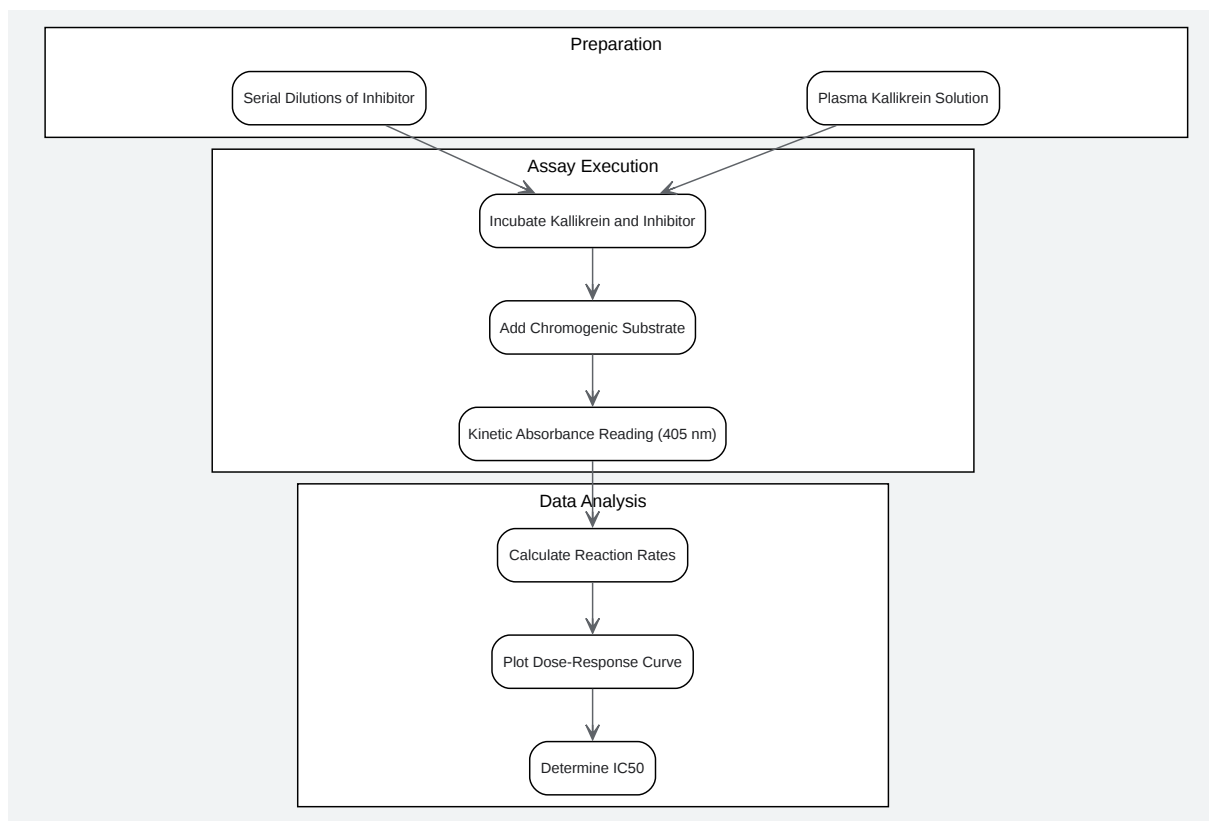 Preparation
Serial Dilutions of Inhibitor
Plasma Kallikrein Solution
Assay Execution
Incubate Kallikrein and Inhibitor
Add Chromogenic Substrate
Kinetic Absorbance Reading (405 nm)
Data Analysis
Calculate Reaction Rates
Plot Dose-Response Curve
Determine IC50